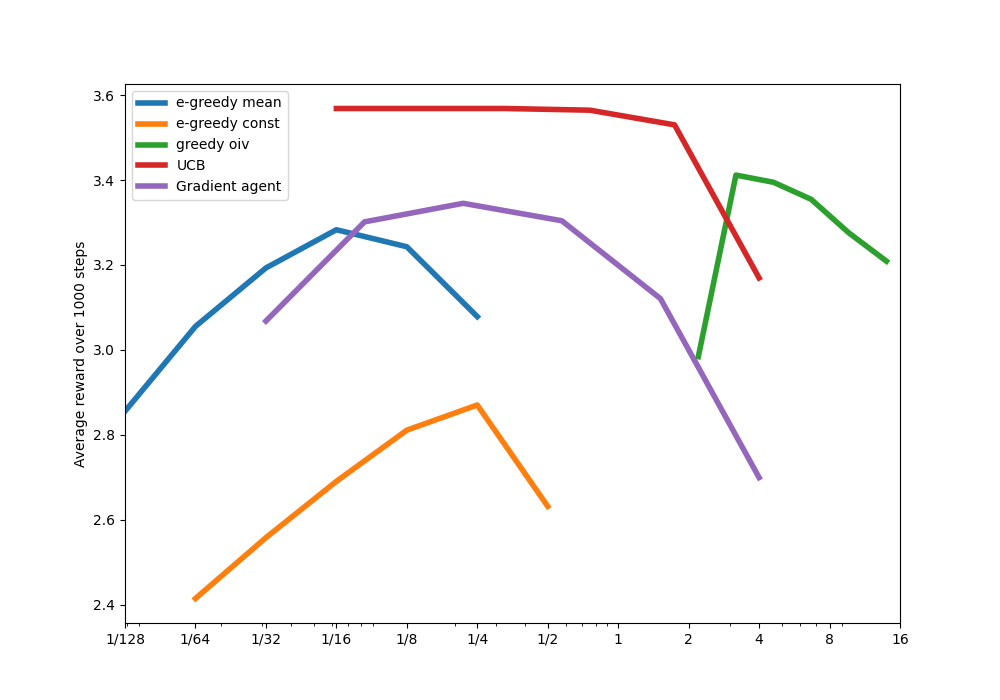 e-greedy mean
e-greedy const
greedy oiv
UCB
Gradient agent
Average reward over 1000 steps
3.6
3.4
3.2
3.0
2.8
2.6
2.4
1/128 1/64 1/32 1/16 1/8 1/4 1/2 1 2 4 8 16